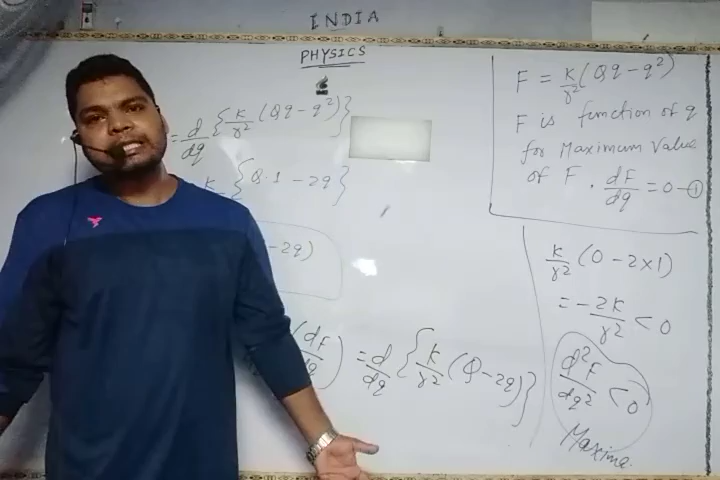 INDIA
PHYSICS
= d/dq {K/r² (Qq - q²)}
K {Q.1 - 2q}
- 2q)
(dF/dq) = d/dq {K/r² (Q - 2q)}
F = K/r² (Qq - q²)
F is function of q
for Maximum Value
of F . dF/dq = 0 - ①
K/r² (0 - 2×1)
= - 2K/r² < 0
d²F/dq² < 0
Maxima